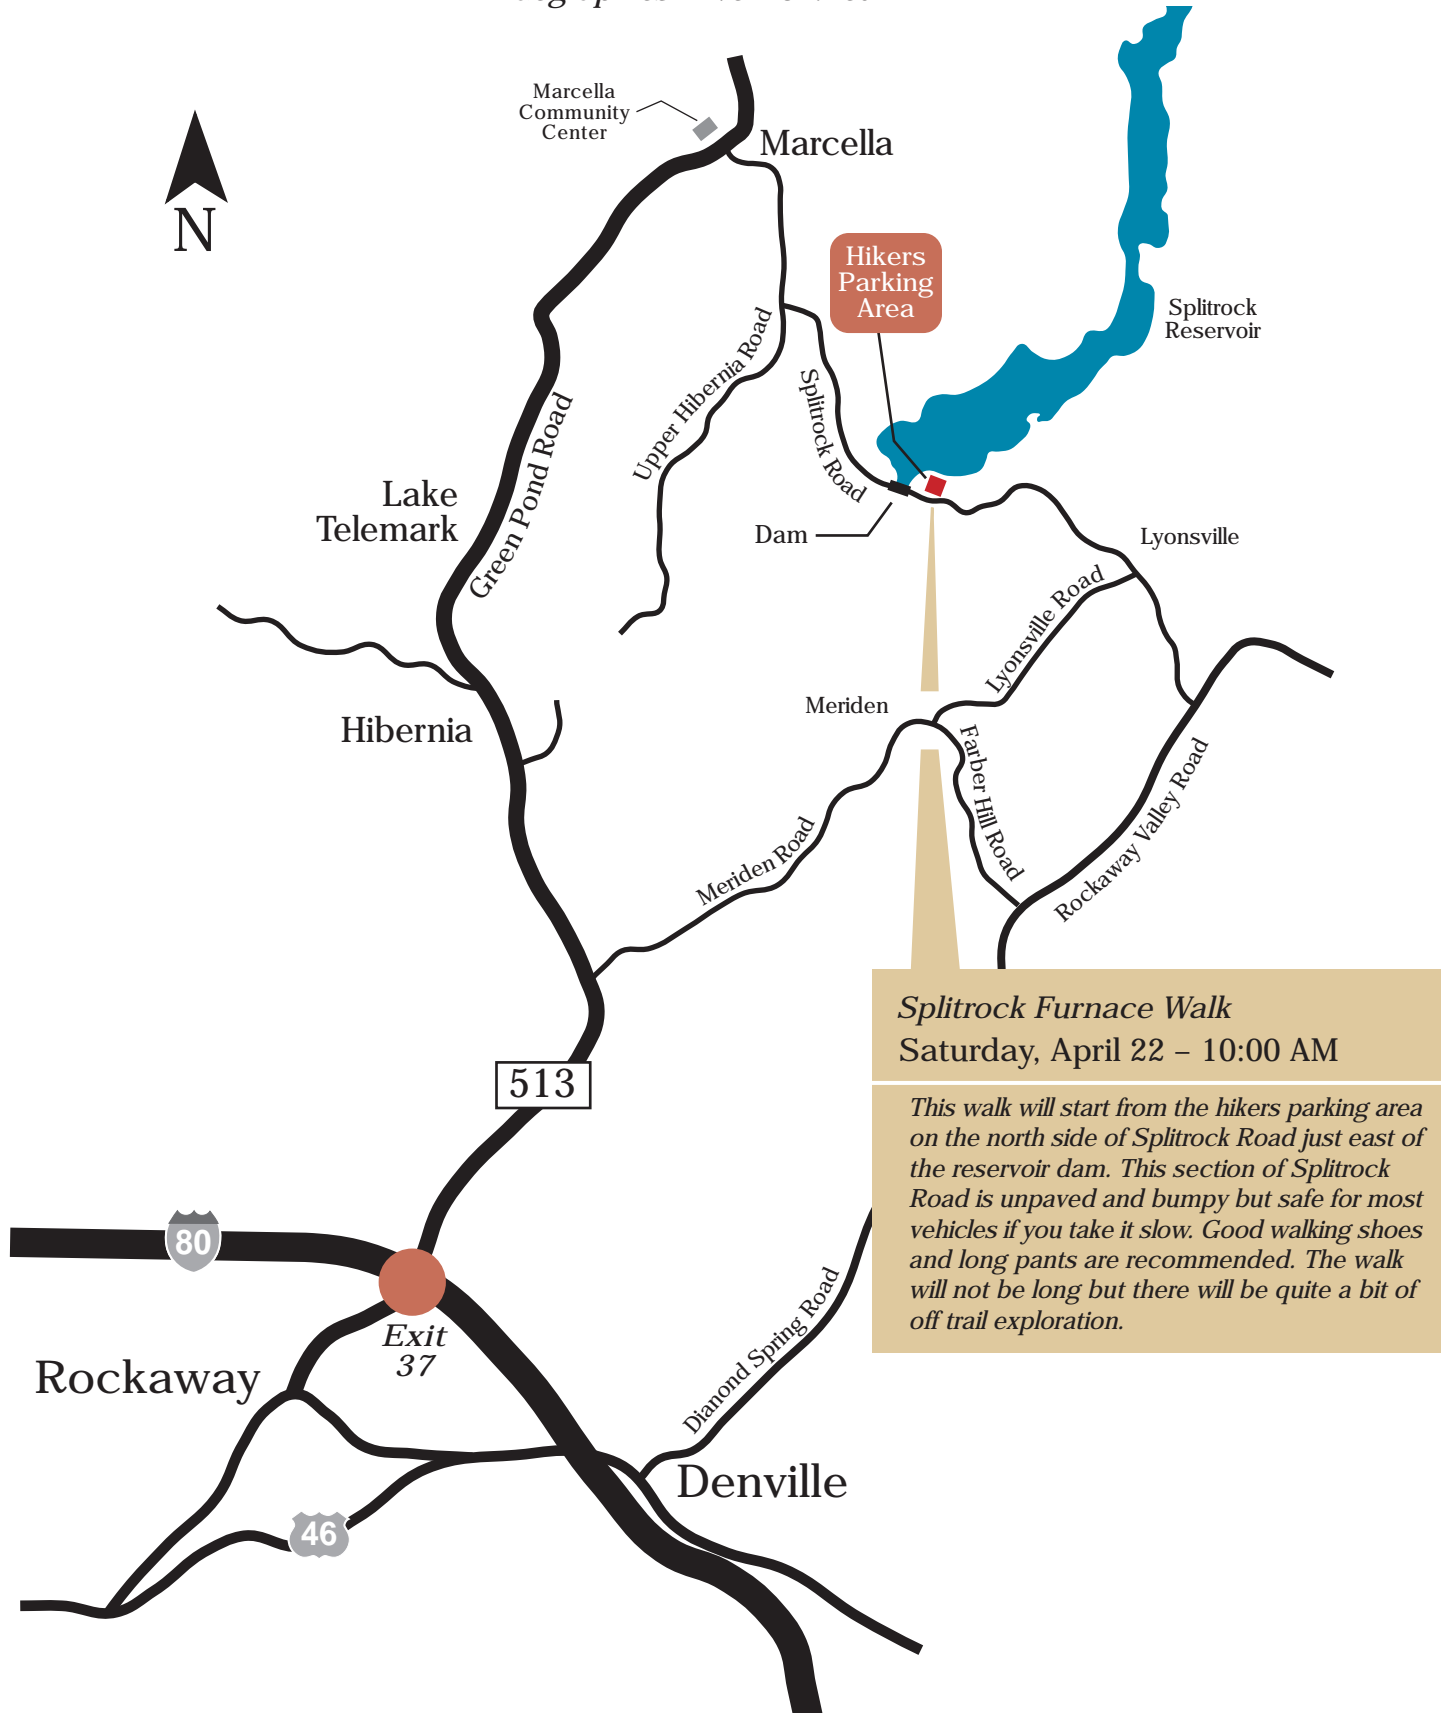 Marcella
Community
Center
Marcella
N
Hikers
Parking
Area
Splitrock
Reservoir
Upper Hibernia Road
Splitrock Road
Green Pond Road
Lake
Telemark
Dam
Lyonsville
Lyonsville Road
Meriden
Hibernia
Farber Hill Road
Rockaway Valley Road
Meriden Road
Splitrock Furnace Walk
Saturday, April 22 – 10:00 AM
513
This walk will start from the hikers parking area
on the north side of Splitrock Road just east of
the reservoir dam. This section of Splitrock
Road is unpaved and bumpy but safe for most
vehicles if you take it slow. Good walking shoes
and long pants are recommended. The walk
will not be long but there will be quite a bit of
off trail exploration.
80
Exit
37
Rockaway
Dianond Spring Road
Denville
46